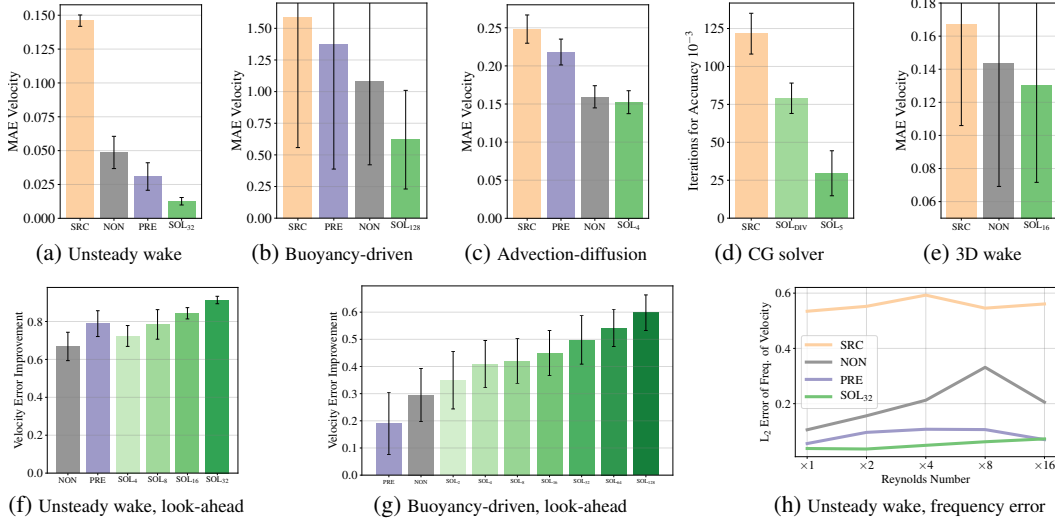 MAE Velocity
0.150
0.125
0.100
0.075
0.050
0.025
0.000
SRC NON PRE SOL₃₂
(a) Unsteady wake
MAE Velocity
1.50
1.25
1.00
0.75
0.50
0.25
0.00
SRC PRE NON SOL₁₂₈
(b) Buoyancy-driven
MAE Velocity
0.25
0.20
0.15
0.10
0.05
0.00
SRC PRE NON SOL₄
(c) Advection-diffusion
Iterations for Accuracy 10⁻³
125
100
75
50
25
0
SRC SOL_DIV SOL₅
(d) CG solver
MAE Velocity
0.18
0.16
0.14
0.12
0.10
0.08
0.06
SRC NON SOL₁₆
(e) 3D wake
Velocity Error Improvement
0.8
0.6
0.4
0.2
0.0
NON PRE SOL₄ SOL₈ SOL₁₆ SOL₃₂
(f) Unsteady wake, look-ahead
Velocity Error Improvement
0.7
0.6
0.5
0.4
0.3
0.2
0.1
0.0
PRE NON SOL₂ SOL₄ SOL₈ SOL₁₆ SOL₃₂ SOL₆₄ SOL₁₂₈
(g) Buoyancy-driven, look-ahead
L₂ Error of Freq. of Velocity
0.6
0.4
0.2
SRC
NON
PRE
SOL₃₂
×1 ×2 ×4 ×8 ×16
Reynolds Number
(h) Unsteady wake, frequency error